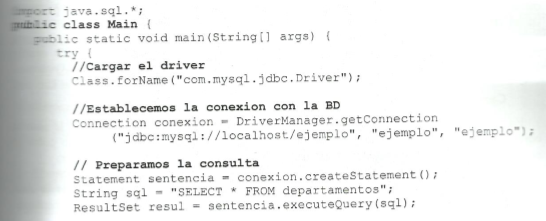 import java.sql.*;
public class Main {
public static void main(String[] args) {
try {
//Cargar el driver
Class.forName("com.mysql.jdbc.Driver");
//Establecemos la conexion con la BD
Connection conexion = DriverManager.getConnection
("jdbc:mysql://localhost/ejemplo", "ejemplo", "ejemplo");
// Preparamos la consulta
Statement sentencia = conexion.createStatement();
String sql = "SELECT * FROM departamentos";
ResultSet resul = sentencia.executeQuery(sql);